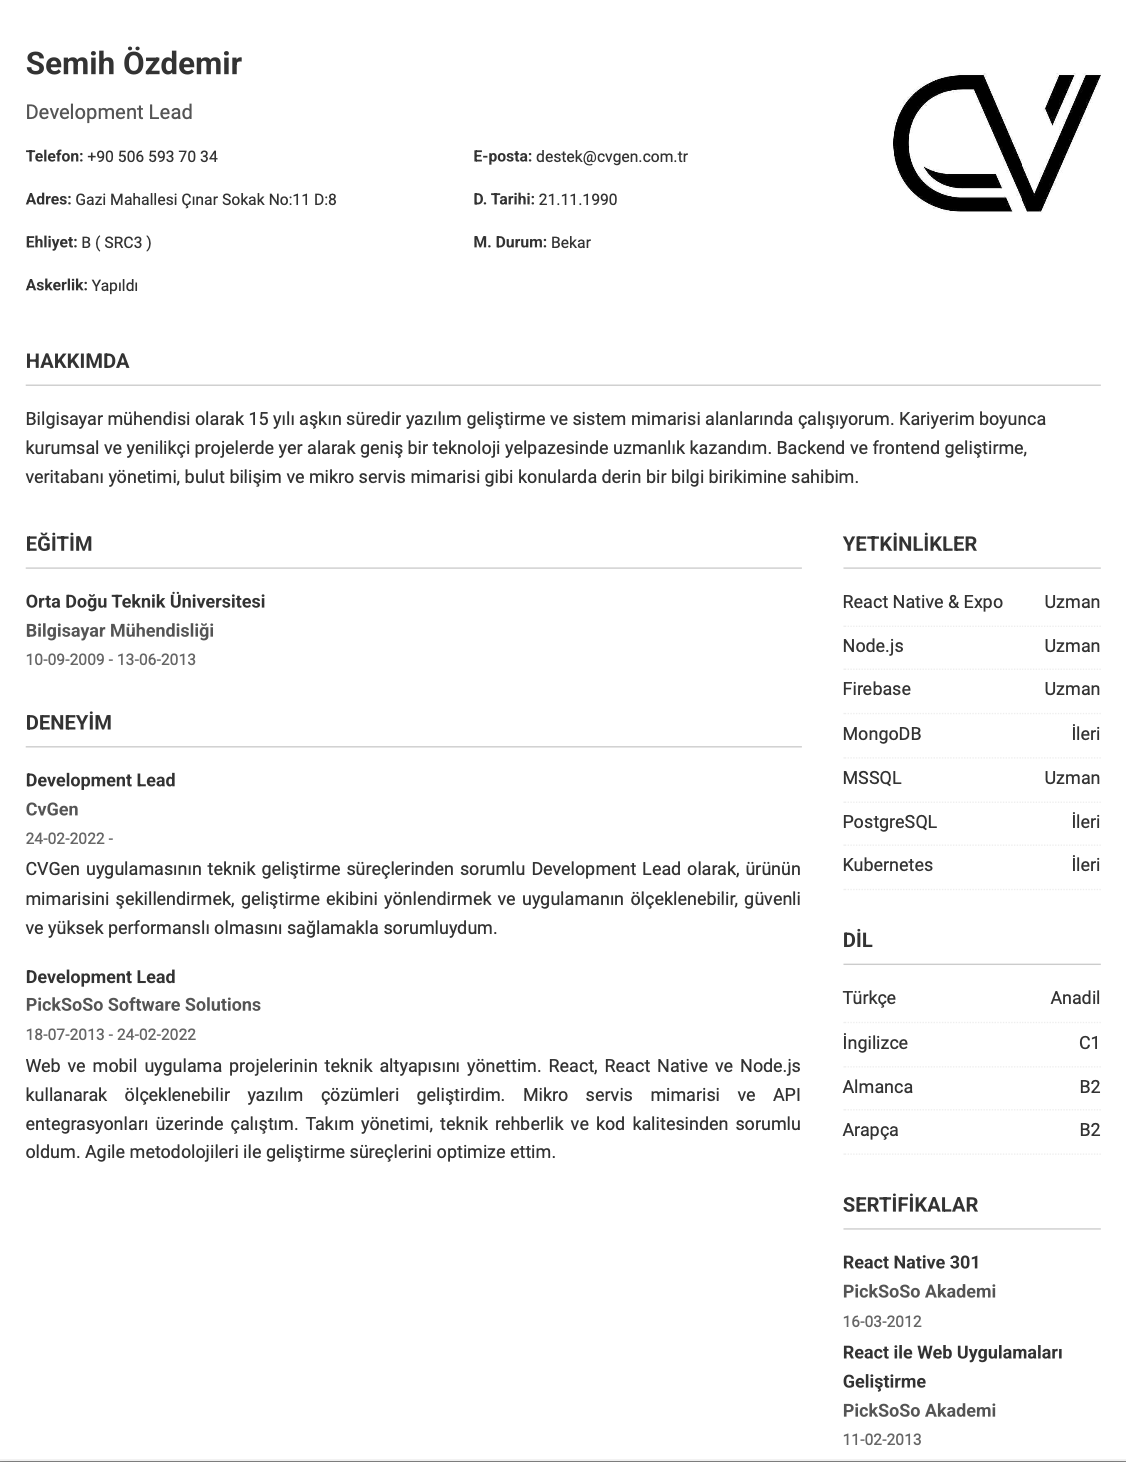 Semih Özdemir
Development Lead
Telefon: +90 506 593 70 34
E-posta: destek@cvgen.com.tr
Adres: Gazi Mahallesi Çınar Sokak No:11 D:8
D. Tarihi: 21.11.1990
Ehliyet: B ( SRC3 )
M. Durum: Bekar
Askerlik: Yapıldı
CV
HAKKIMDA
Bilgisayar mühendisi olarak 15 yılı aşkın süredir yazılım geliştirme ve sistem mimarisi alanlarında çalışıyorum. Kariyerim boyunca
kurumsal ve yenilikçi projelerde yer alarak geniş bir teknoloji yelpazesinde uzmanlık kazandım. Backend ve frontend geliştirme,
veritabanı yönetimi, bulut bilişim ve mikro servis mimarisi gibi konularda derin bir bilgi birikimine sahibim.
EĞİTİM
Orta Doğu Teknik Üniversitesi
Bilgisayar Mühendisliği
10-09-2009 - 13-06-2013
DENEYİM
Development Lead
CvGen
24-02-2022 -
CVGen uygulamasının teknik geliştirme süreçlerinden sorumlu Development Lead olarak, ürünün
mimarisini şekillendirmek, geliştirme ekibini yönlendirmek ve uygulamanın ölçeklenebilir, güvenli
ve yüksek performanslı olmasını sağlamakla sorumluydum.
Development Lead
PickSoSo Software Solutions
18-07-2013 - 24-02-2022
Web ve mobil uygulama projelerinin teknik altyapısını yönettim. React, React Native ve Node.js
kullanarak ölçeklenebilir yazılım çözümleri geliştirdim. Mikro servis mimarisi ve API
entegrasyonları üzerinde çalıştım. Takım yönetimi, teknik rehberlik ve kod kalitesinden sorumlu
oldum. Agile metodolojileri ile geliştirme süreçlerini optimize ettim.
YETKİNLİKLER
React Native & Expo Uzman
Node.js Uzman
Firebase Uzman
MongoDB İleri
MSSQL Uzman
PostgreSQL İleri
Kubernetes İleri
DİL
Türkçe Anadil
İngilizce C1
Almanca B2
Arapça B2
SERTİFİKALAR
React Native 301
PickSoSo Akademi
16-03-2012
React ile Web Uygulamaları
Geliştirme
PickSoSo Akademi
11-02-2013